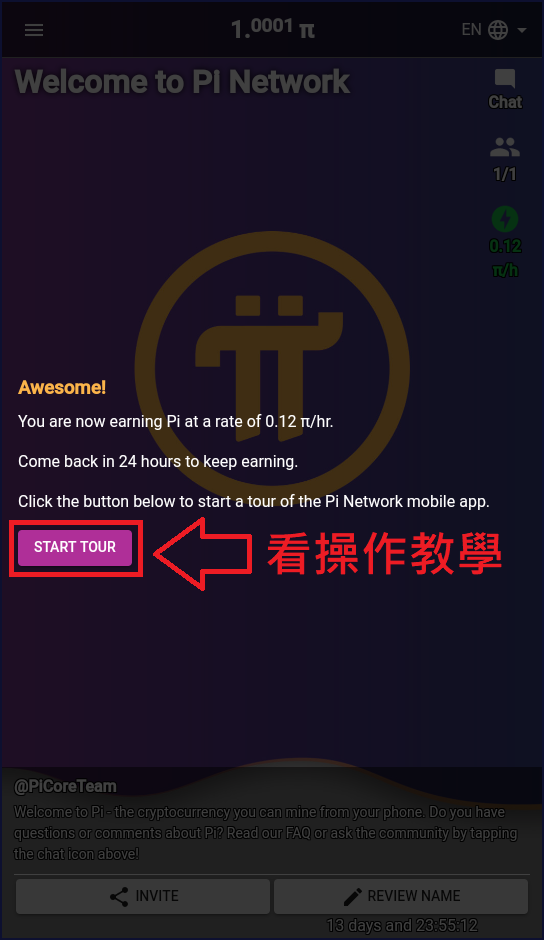 1.0001 π
EN
Welcome to Pi Network
Chat
1/1
0.12
π/h
Awesome!
You are now earning Pi at a rate of 0.12 π/hr.
Come back in 24 hours to keep earning.
Click the button below to start a tour of the Pi Network mobile app.
START TOUR
看操作教學
@PiCoreTeam
Welcome to Pi - the cryptocurrency you can mine from your phone. Do you have
questions or comments about Pi? Read our FAQ or ask the community by tapping
the chat icon above!
INVITE
REVIEW NAME
13 days and 23:55:12